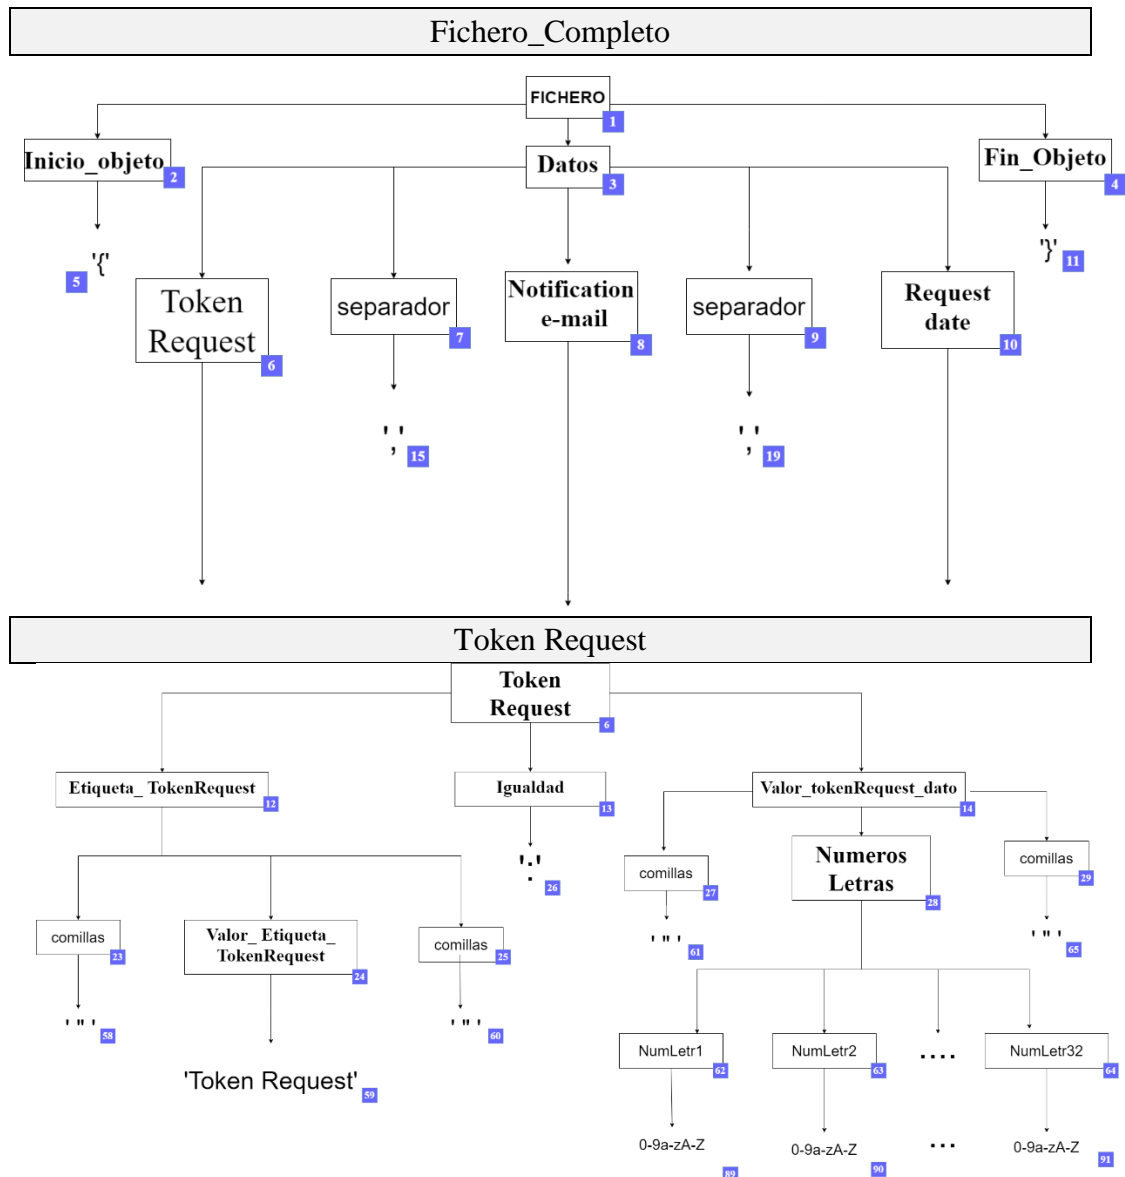 Fichero_Completo
FICHERO
1
Inicio_objeto
2
Datos
3
Fin_Objeto
4
'{'
5
'}'
11
Token
Request
6
separador
7
Notification
e-mail
8
separador
9
Request
date
10
','
15
','
19
Token Request
Token
Request
6
Etiqueta_ TokenRequest
12
Igualdad
13
Valor_tokenRequest_dato
14
':'
26
comillas
27
Numeros
Letras
28
comillas
29
comillas
23
Valor_ Etiqueta_
TokenRequest
24
comillas
25
' " '
61
' " '
65
' " '
58
' " '
60
'Token Request'
59
NumLetr1
62
NumLetr2
63
....
NumLetr32
64
0-9a-zA-Z
89
0-9a-zA-Z
90
...
0-9a-zA-Z
91